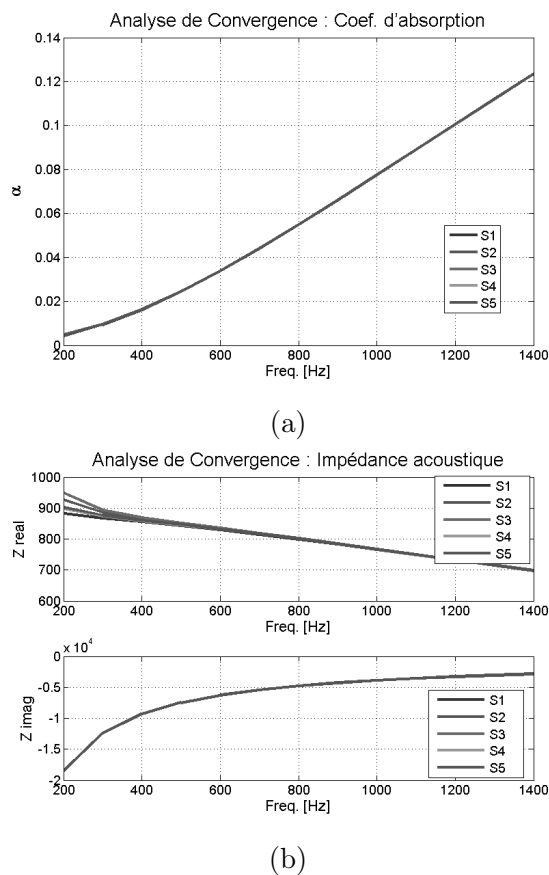 Analyse de Convergence : Coef. d'absorption
0.14
0.12
0.1
0.08
0.06
0.04
0.02
0
α
S1
S2
S3
S4
S5
200 400 600 800 1000 1200 1400
Freq. [Hz]
(a)
Analyse de Convergence : Impédance acoustique
1000
900
800
700
600
Z real
S1
S2
S3
S4
S5
200 400 600 800 1000 1200 1400
Freq. [Hz]
x 10^4
0
-0.5
-1
-1.5
-2
Z imag
S1
S2
S3
S4
S5
200 400 600 800 1000 1200 1400
Freq. [Hz]
(b)